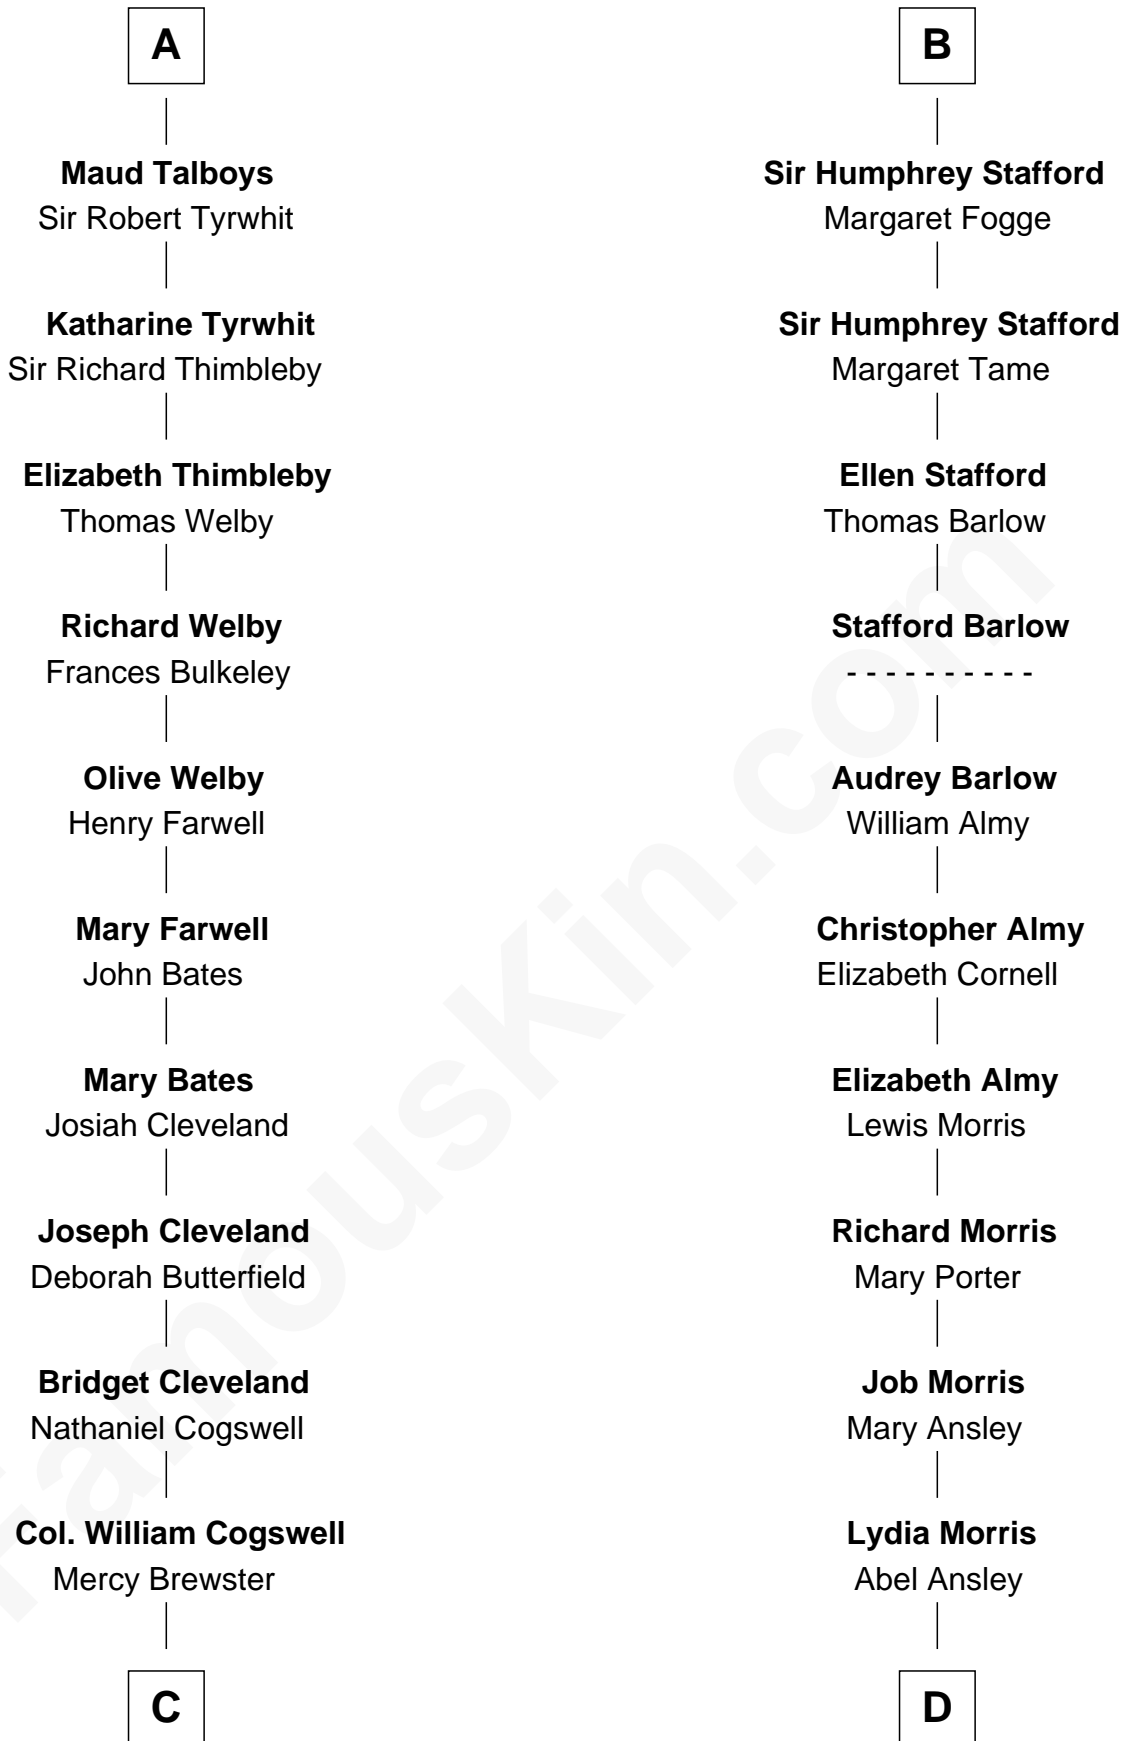 A
Maud Talboys
Sir Robert Tyrwhit
Katharine Tyrwhit
Sir Richard Thimbleby
Elizabeth Thimbleby
Thomas Welby
Richard Welby
Frances Bulkeley
Olive Welby
Henry Farwell
Mary Farwell
John Bates
Mary Bates
Josiah Cleveland
Joseph Cleveland
Deborah Butterfield
Bridget Cleveland
Nathaniel Cogswell
Col. William Cogswell
Mercy Brewster
C
B
Sir Humphrey Stafford
Margaret Fogge
Sir Humphrey Stafford
Margaret Tame
Ellen Stafford
Thomas Barlow
Stafford Barlow
- - - - - - - - - -
Audrey Barlow
William Almy
Christopher Almy
Elizabeth Cornell
Elizabeth Almy
Lewis Morris
Richard Morris
Mary Porter
Job Morris
Mary Ansley
Lydia Morris
Abel Ansley
D
FamousKin.com